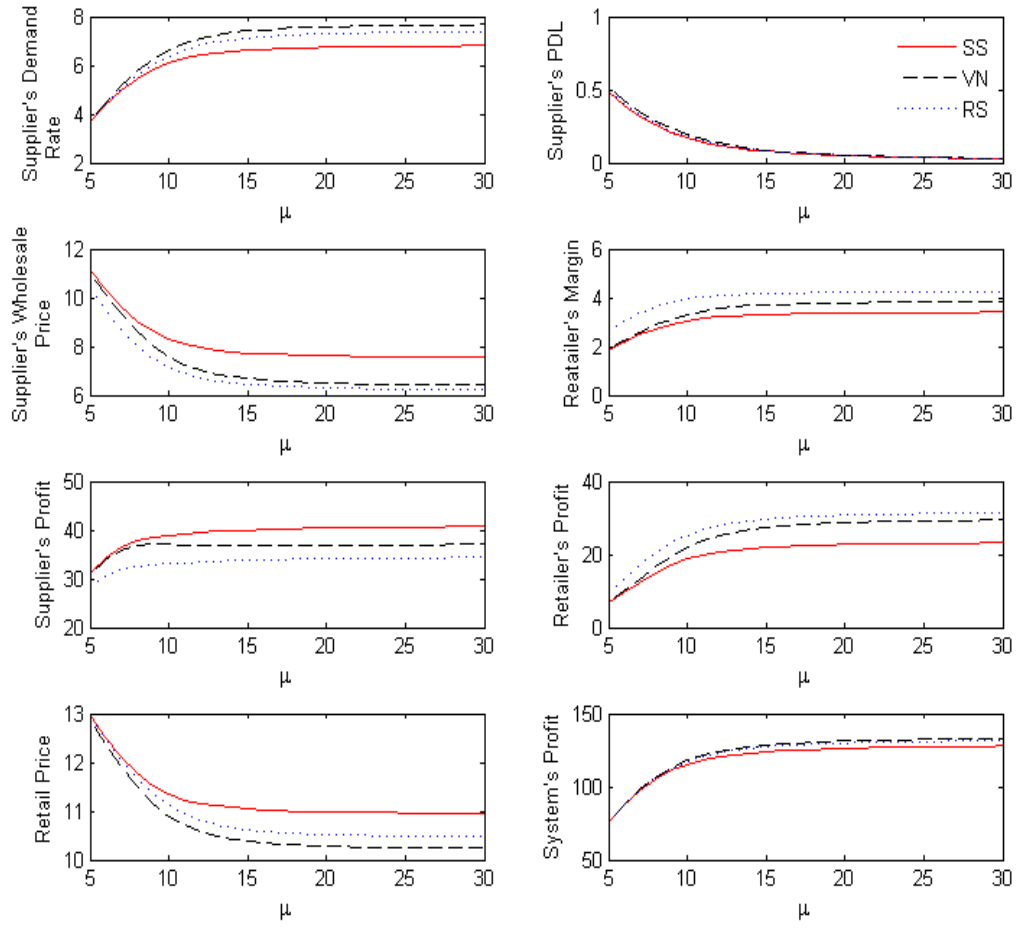 Supplier's Demand
Rate
8
6
4
2
5 10 15 20 25 30
μ
Supplier's PDL
1
0.5
0
5 10 15 20 25 30
μ
SS
VN
RS
Supplier's Wholesale
Price
12
10
8
6
5 10 15 20 25 30
μ
Reatailer's Margin
6
4
2
0
5 10 15 20 25 30
μ
Supplier's Profit
50
40
30
20
5 10 15 20 25 30
μ
Retailer's Profit
40
20
0
5 10 15 20 25 30
μ
Retail Price
13
12
11
10
5 10 15 20 25 30
μ
System's Profit
150
100
50
5 10 15 20 25 30
μ